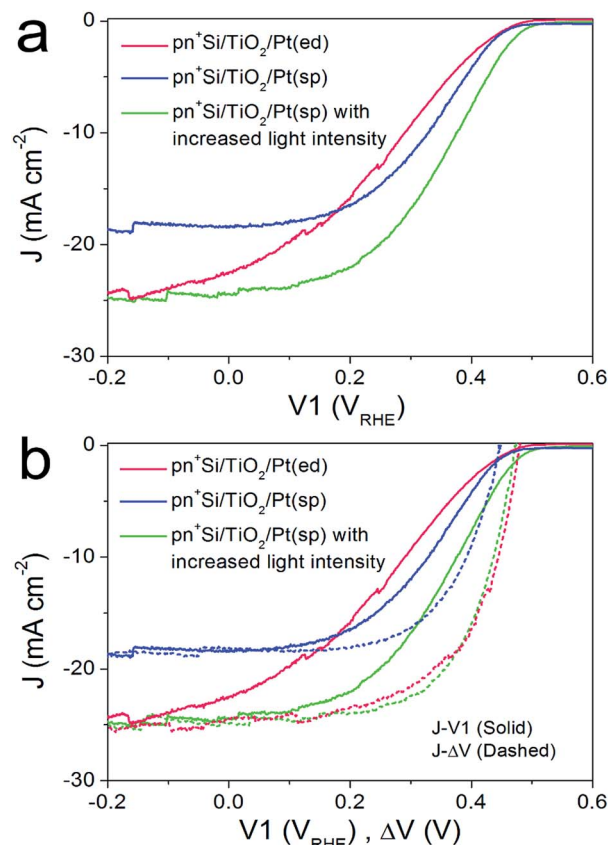 a
0
-10
-20
-30
J (mA cm⁻²)
pn⁺Si/TiO₂/Pt(ed)
pn⁺Si/TiO₂/Pt(sp)
pn⁺Si/TiO₂/Pt(sp) with
increased light intensity
-0.2 0.0 0.2 0.4 0.6
V1 (V_RHE)
b
0
-10
-20
-30
J (mA cm⁻²)
pn⁺Si/TiO₂/Pt(ed)
pn⁺Si/TiO₂/Pt(sp)
pn⁺Si/TiO₂/Pt(sp) with
increased light intensity
J-V1 (Solid)
J-ΔV (Dashed)
-0.2 0.0 0.2 0.4 0.6
V1 (V_RHE) , ΔV (V)